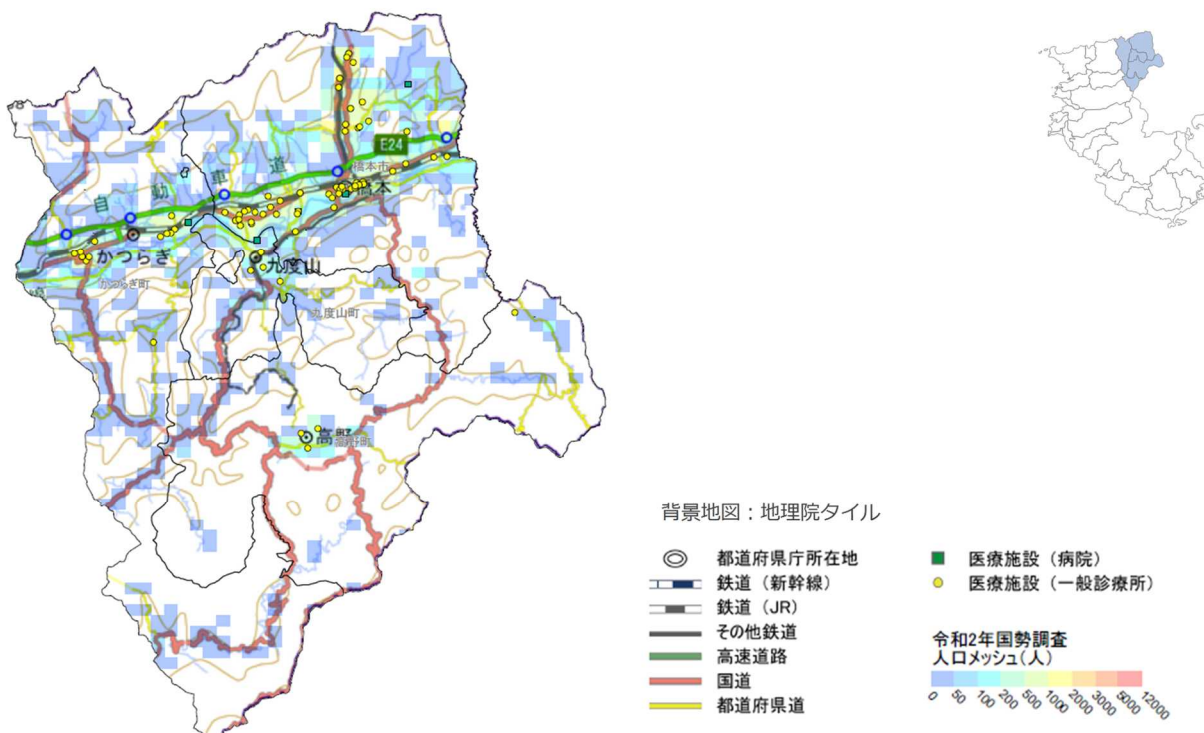 E24
橋本市
自動車道
橋本
かつらぎ
かつらぎ町
九度山
九度山町
高野
高野町
背景地図：地理院タイル
都道府県庁所在地
鉄道（新幹線）
鉄道（JR）
その他鉄道
高速道路
国道
都道府県道
医療施設（病院）
医療施設（一般診療所）
令和2年国勢調査
人口メッシュ（人）
0 50 100 200 500 1000 2000 3000 5000 12000